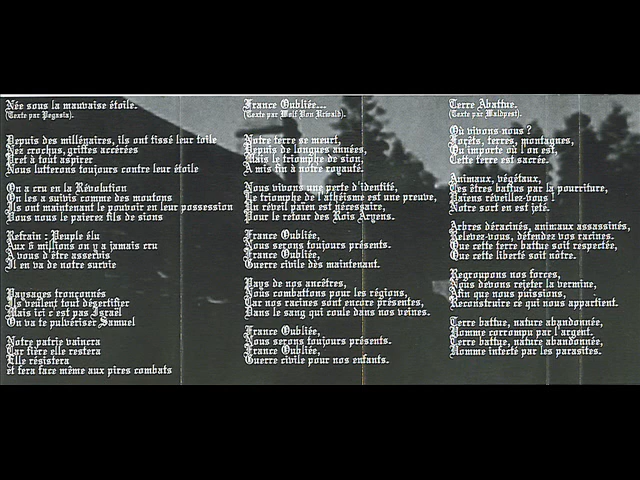 Née sous la mauvaise étoile.
(Texte par Pegasia).
Depuis des millénaires, ils ont tissé leur toile
Nez crochus, griffes accérées
Pret à tout aspirer
Nous lutterons toujours contre leur étoile
On a cru en la Révolution
On les a suivis comme des moutons
Ils ont maintenant le pouvoir en leur possession
Vous nous le paierez fils de sions
Refrain : Peuple élu
Aux 6 millions on y a jamais cru
A vous d'être asservis
Il en va de notre survie
Paysages tronçonnés
Ils veulent tout désertifier
Mais ici c'est pas Israël
On va te pulvériser Samuel
Notre patrie vaincra
Car fière elle restera
Elle résistera
et fera face même aux pires combats
France Oubliée...
(Texte par Welf Von Krivald).
Notre terre se meurt,
Depuis de longues années,
Mais le triomphe de sion,
A mis fin à notre royauté.
Nous vivons une perte d'identité,
Le triomphe de l'athéisme est une preuve,
Un réveil païen est nécessaire,
Pour le retour des Rois Aryens.
France Oubliée,
Nous serons toujours présents.
France Oubliée,
Guerre civile dès maintenant.
Pays de nos ancêtres,
Nous combattons pour les régions,
Car nos racines sont encore présentes,
Dans le sang qui coule dans nos veines.
France Oubliée,
Nous serons toujours présents.
France Oubliée,
Guerre civile pour nos enfants.
Terre Abattue.
(Texte par Waldpest).
Où vivons nous ?
Forêts, terres, montagnes,
Qu importe où l'on est,
Cette terre est sacrée.
Animaux, végétaux,
Ces êtres battus par la pourriture,
Païens réveillez-vous !
Notre sort en est jeté.
Arbres déracinés, animaux assassinés,
Relevez-vous, défendez vos racines.
Que cette terre battue soit respectée,
Que cette liberté soit nôtre.
Regroupons nos forces,
Nous devons rejeter la vermine,
Afin que nous puissions,
Reconstruire ce qui nous appartient.
Terre battue, nature abandonnée,
Homme corrompu par l'argent.
Terre battue, nature abandonnée,
Homme infecté par les parasites.